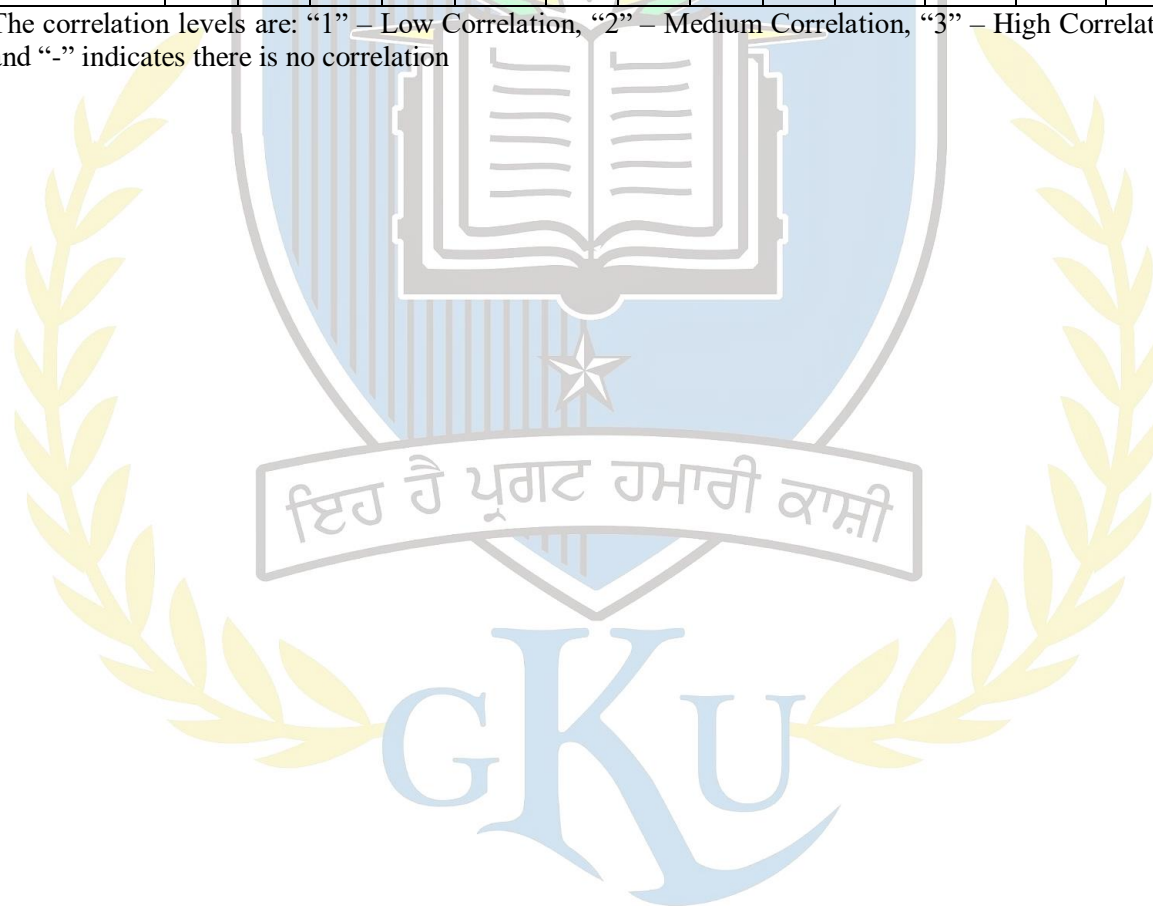 The correlation levels are: “1” – Low Correlation, “2” – Medium Correlation, “3” – High Correlat
and “-” indicates there is no correlation
ਇਹ ਹੈ ਪ੍ਰਗਟ ਹਮਾਰੀ ਕਾਸ਼ੀ
GKU